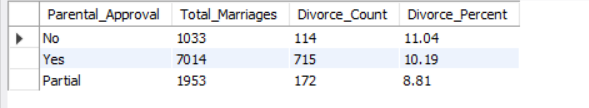 Parental_Approval Total_Marriages Divorce_Count Divorce_Percent
No 1033 114 11.04
Yes 7014 715 10.19
Partial 1953 172 8.81